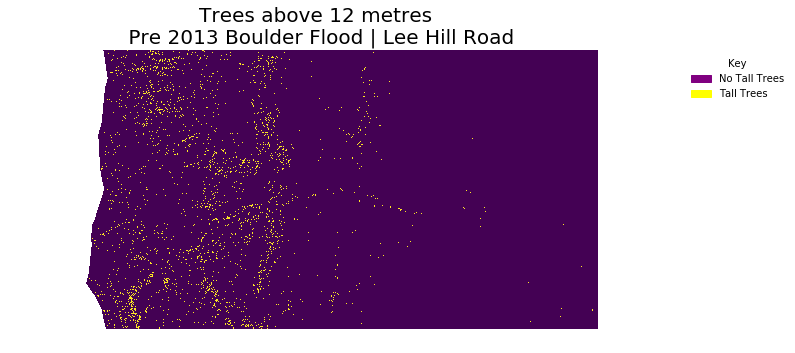 Trees above 12 metres
Pre 2013 Boulder Flood | Lee Hill Road
Key
No Tall Trees
Tall Trees